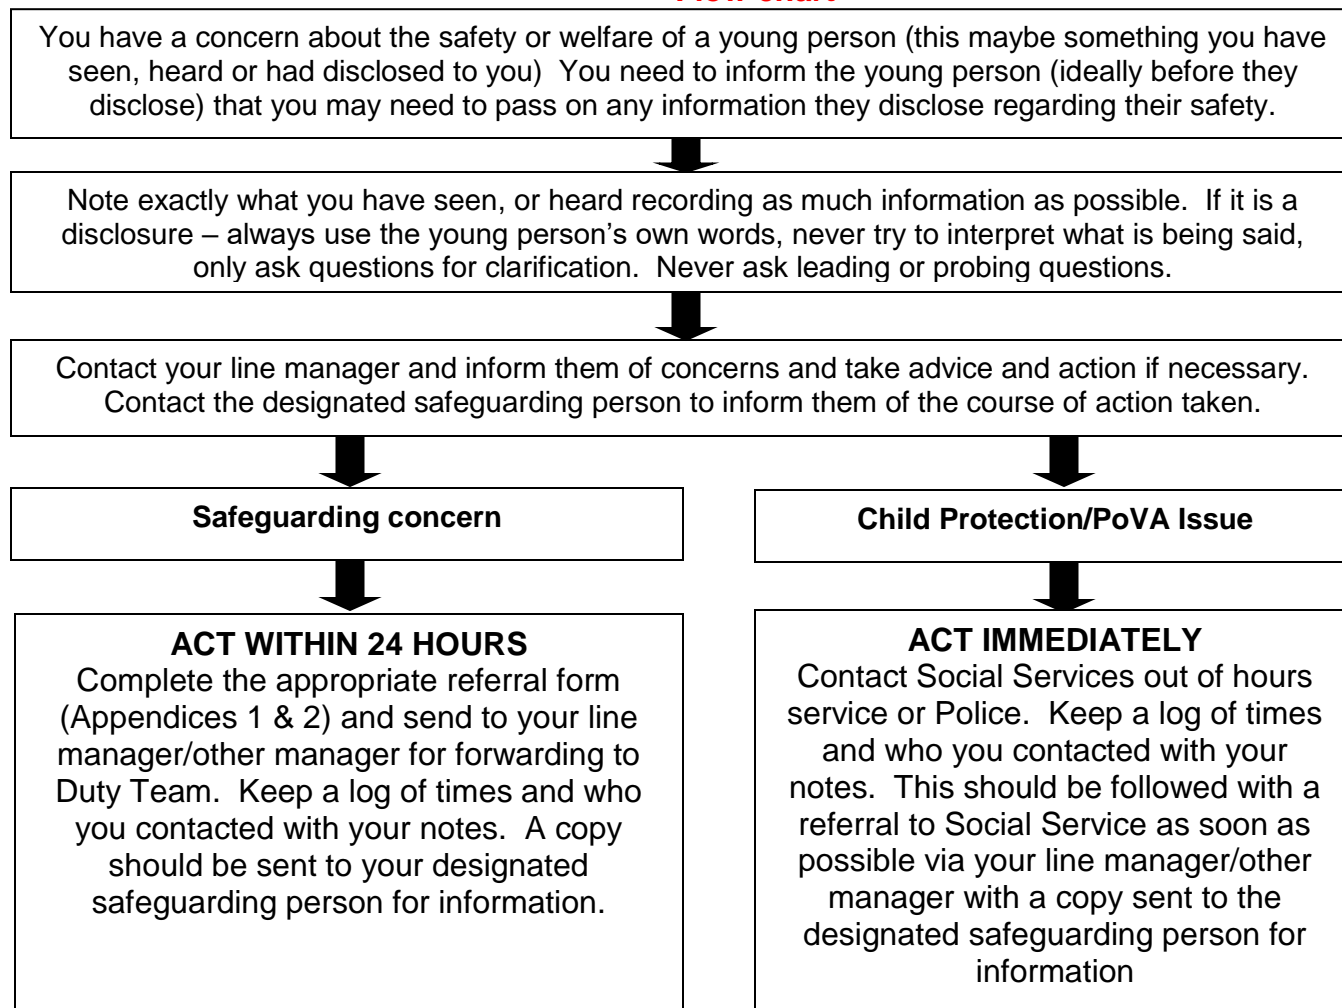 Flow chart
You have a concern about the safety or welfare of a young person (this maybe something you have
seen, heard or had disclosed to you)  You need to inform the young person (ideally before they
disclose) that you may need to pass on any information they disclose regarding their safety.
Note exactly what you have seen, or heard recording as much information as possible.  If it is a
disclosure – always use the young person's own words, never try to interpret what is being said,
only ask questions for clarification.  Never ask leading or probing questions.
Contact your line manager and inform them of concerns and take advice and action if necessary.
Contact the designated safeguarding person to inform them of the course of action taken.
Safeguarding concern
ACT WITHIN 24 HOURS
Complete the appropriate referral form
(Appendices 1 & 2) and send to your line
manager/other manager for forwarding to
Duty Team.  Keep a log of times and who
you contacted with your notes.  A copy
should be sent to your designated
safeguarding person for information.
Child Protection/PoVA Issue
ACT IMMEDIATELY
Contact Social Services out of hours
service or Police.  Keep a log of times
and who you contacted with your
notes.  This should be followed with a
referral to Social Service as soon as
possible via your line manager/other
manager with a copy sent to the
designated safeguarding person for
information